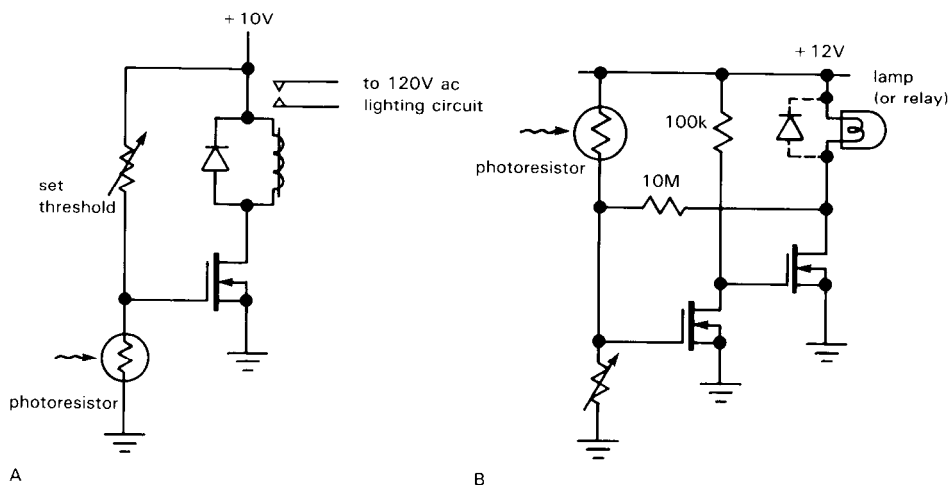 +10V
to 120V ac
lighting circuit
set
threshold
photoresistor
A
+12V
lamp
(or relay)
100k
photoresistor
10M
B